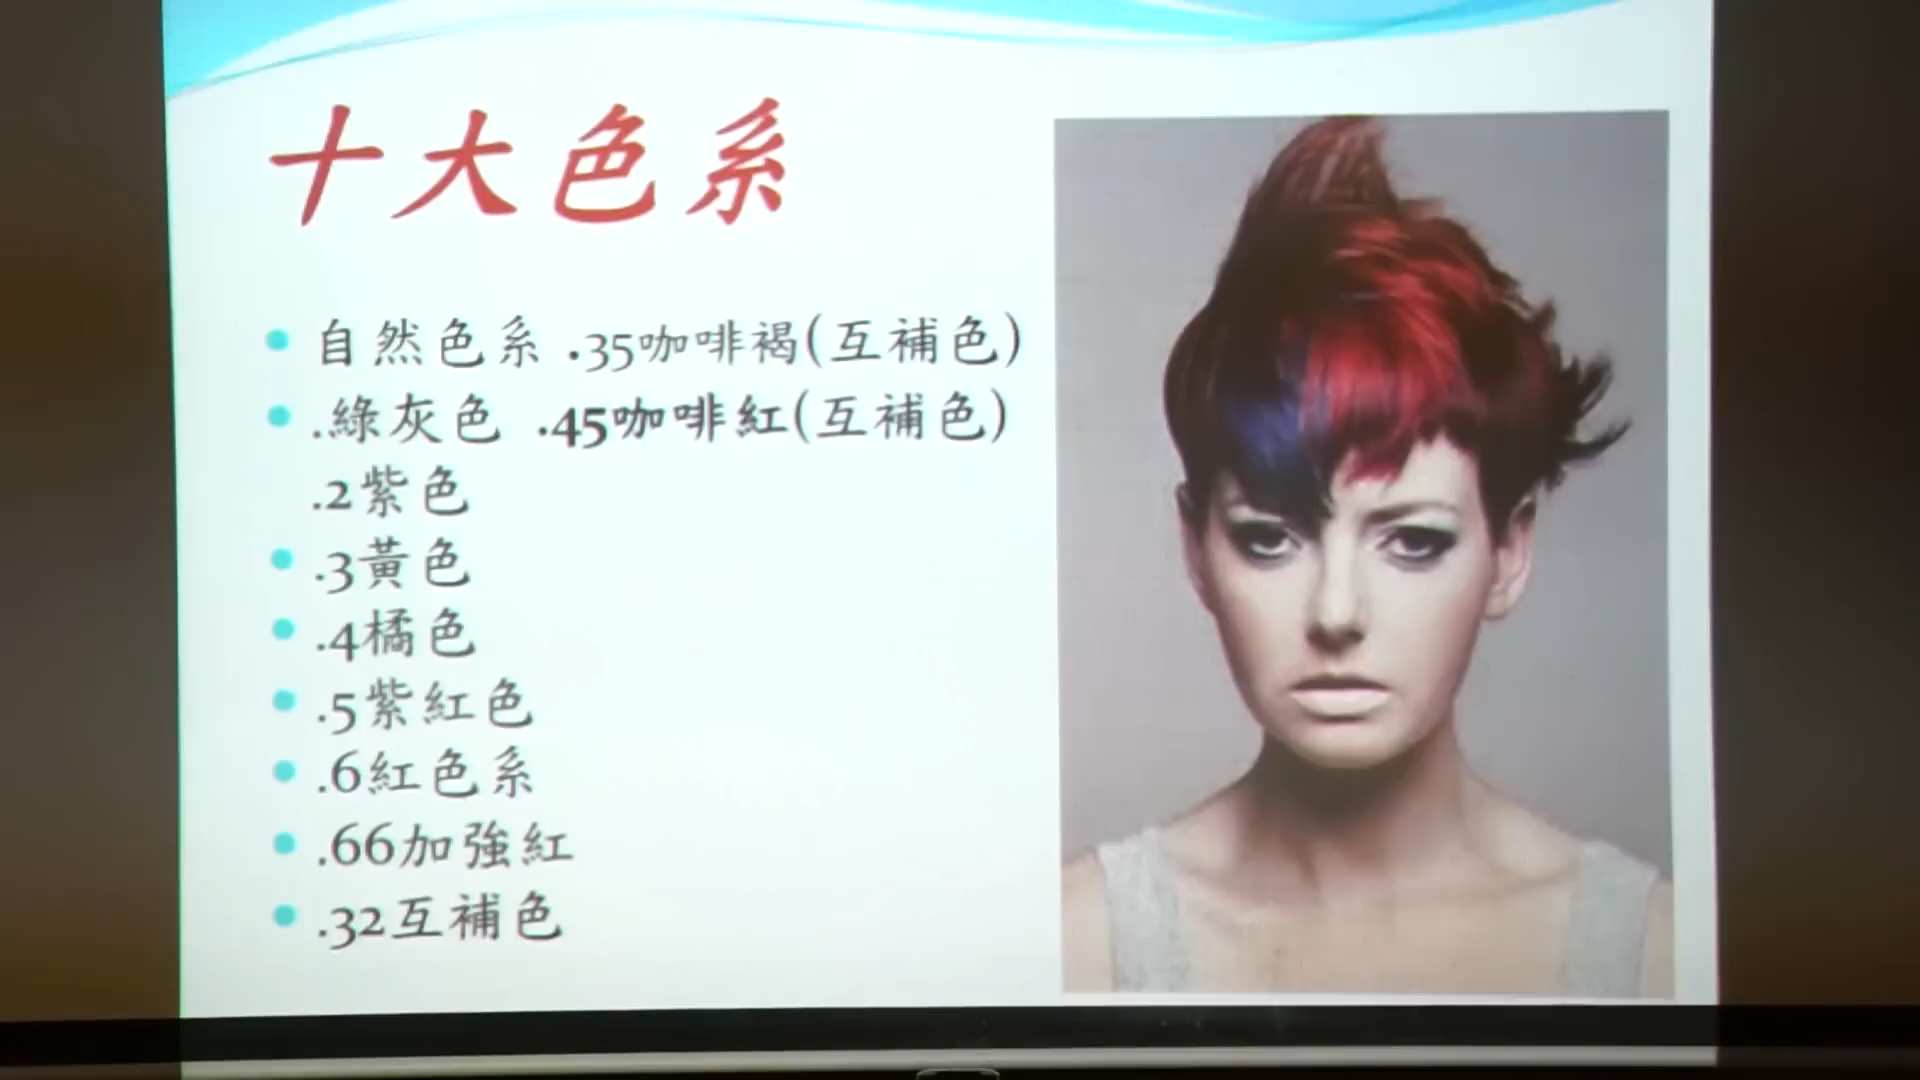 十大色系
自然色系 .35咖啡褐(互補色)
.綠灰色 .45咖啡紅(互補色)
.2紫色
.3黃色
.4橘色
.5紫紅色
.6紅色系
.66加強紅
.32互補色